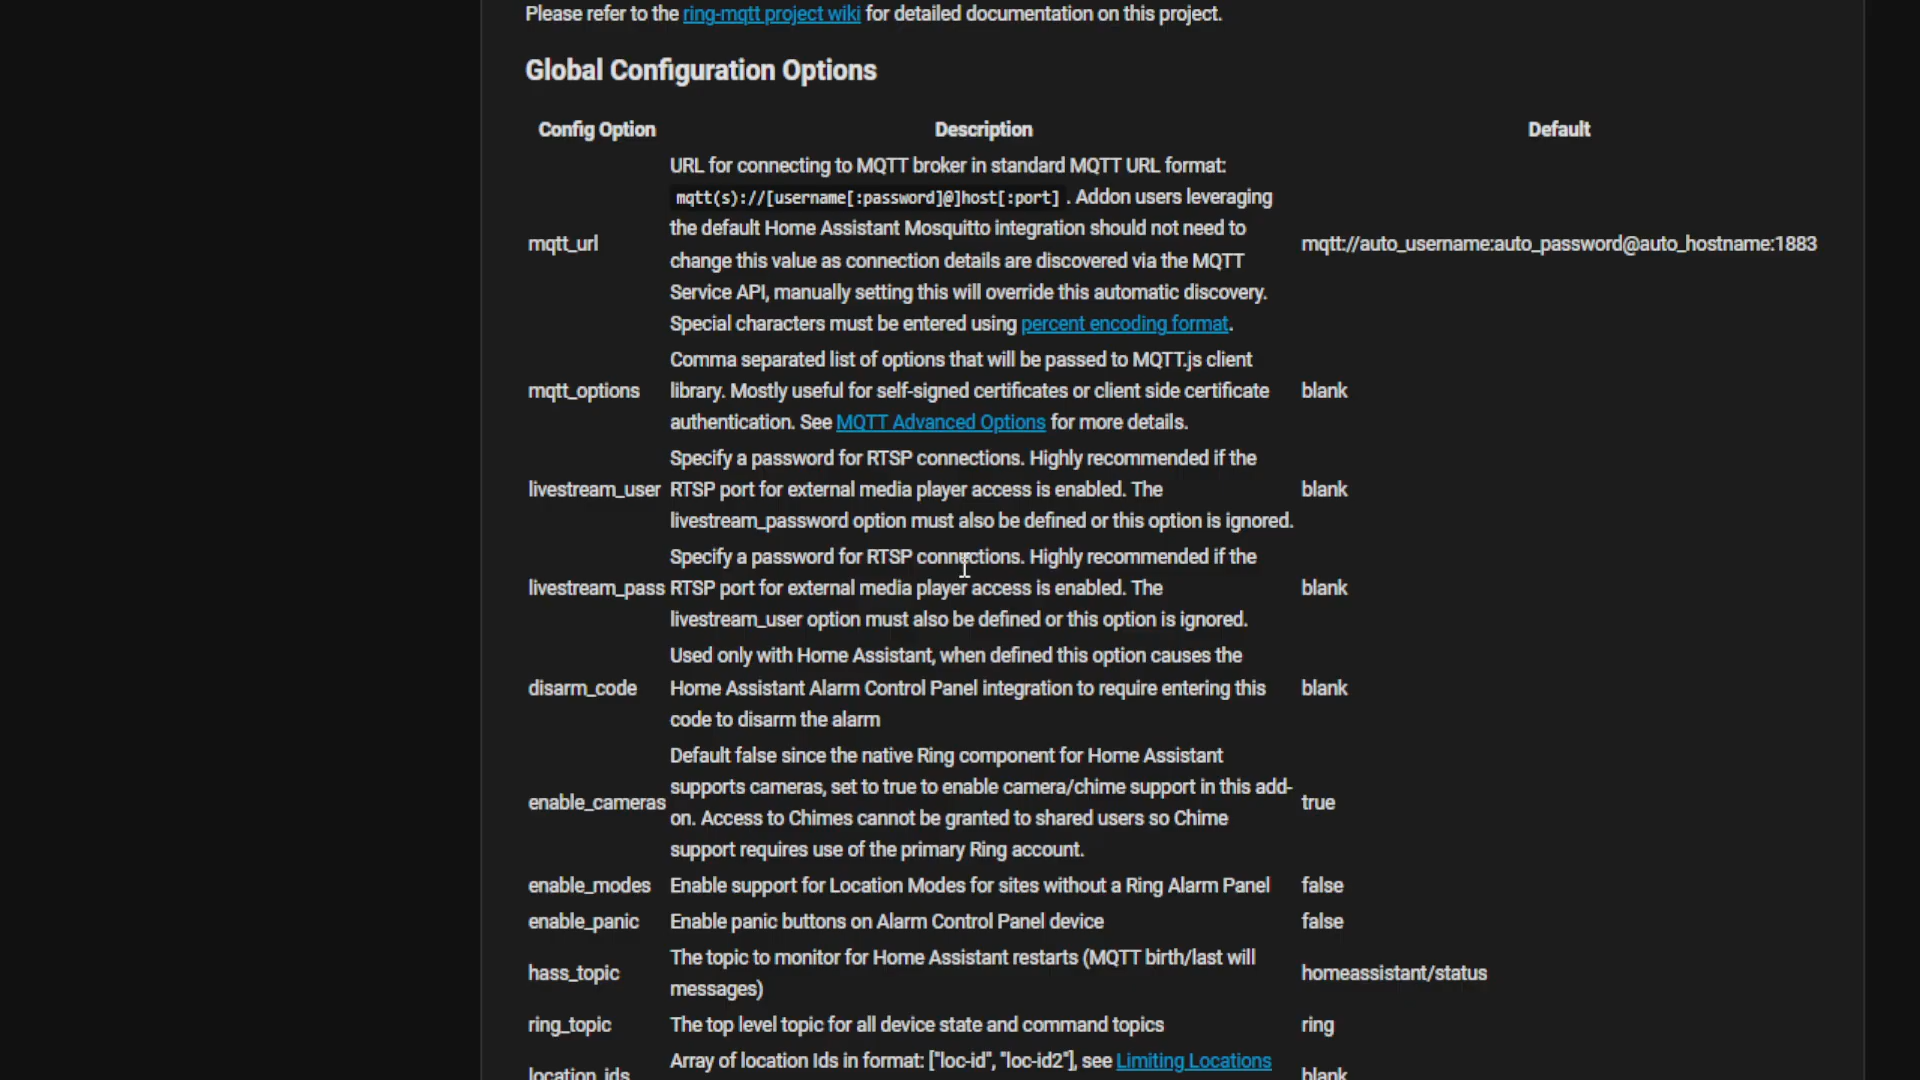 Please refer to the ring-mqtt project wiki for detailed documentation on this project.
Global Configuration Options
Config Option Description Default
URL for connecting to MQTT broker in standard MQTT URL format:
mqtt(s)://[username[:password]@]host[:port] . Addon users leveraging
the default Home Assistant Mosquitto integration should not need to
mqtt_url mqtt://auto_username:auto_password@auto_hostname:1883
change this value as connection details are discovered via the MQTT
Service API, manually setting this will override this automatic discovery.
Special characters must be entered using percent encoding format.
Comma separated list of options that will be passed to MQTT.js client
mqtt_options library. Mostly useful for self-signed certificates or client side certificate blank
authentication. See MQTT Advanced Options for more details.
Specify a password for RTSP connections. Highly recommended if the
livestream_user RTSP port for external media player access is enabled. The blank
livestream_password option must also be defined or this option is ignored.
Specify a password for RTSP connections. Highly recommended if the
livestream_pass RTSP port for external media player access is enabled. The blank
livestream_user option must also be defined or this option is ignored.
Used only with Home Assistant, when defined this option causes the
disarm_code Home Assistant Alarm Control Panel integration to require entering this blank
code to disarm the alarm
Default false since the native Ring component for Home Assistant
supports cameras, set to true to enable camera/chime support in this add-
enable_cameras true
on. Access to Chimes cannot be granted to shared users so Chime
support requires use of the primary Ring account.
enable_modes Enable support for Location Modes for sites without a Ring Alarm Panel false
enable_panic Enable panic buttons on Alarm Control Panel device false
The topic to monitor for Home Assistant restarts (MQTT birth/last will
hass_topic homeassistant/status
messages)
ring_topic The top level topic for all device state and command topics ring
Array of location Ids in format: ["loc-id", "loc-id2"], see Limiting Locations
location_ids blank